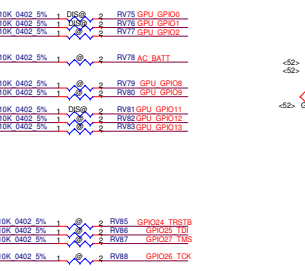 10K_0402_5% 1 DIS@ 2 RV75 GPU_GPIO0
10K_0402_5% 1 DIS@ 2 RV76 GPU_GPIO1
10K_0402_5% 1 @ 2 RV77 GPU_GPIO2
10K_0402_5% 1 @ 2 RV78 AC_BATT
<52>
<52>
10K_0402_5% 1 @ 2 RV79 GPU_GPIO8
10K_0402_5% 1 @ 2 RV80 GPU_GPIO9
<52> G
10K_0402_5% 1 DIS@ 2 RV81 GPU_GPIO11
10K_0402_5% 1 @ 2 RV82 GPU_GPIO12
10K_0402_5% 1 @ 2 RV83 GPU_GPIO13
10K_0402_5% 1 @ 2 RV85 GPIO24_TRSTB
10K_0402_5% 1 @ 2 RV86 GPIO25_TDI
10K_0402_5% 1 @ 2 RV87 GPIO27_TMS
10K_0402_5% 1 @ 2 RV88 GPIO26_TCK